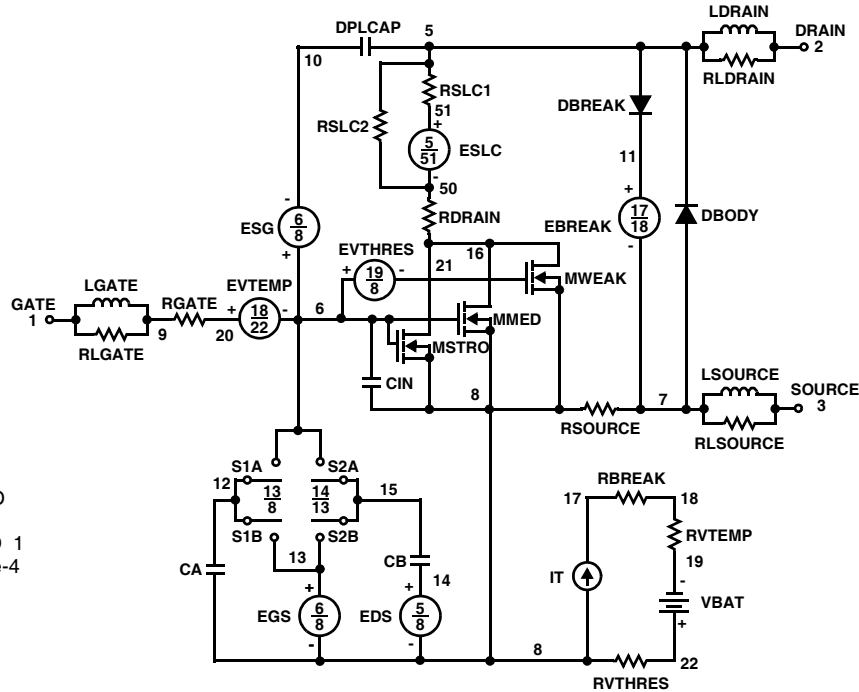 LDRAIN
DPLCAP 5 DRAIN
10 2
RSLC1 RLDRAIN
51 DBREAK
RSLC2 +
5
51 ESLC
11
-
50
- +
6
8 RDRAIN 17
18 DBODY
ESG EBREAK
+ EVTHRES 16 -
+ 19
8 - 21 MWEAK
LGATE EVTEMP
GATE RGATE + 18
22 - 6
1 MMED
9 20 MSTRO
RLGATE
CIN LSOURCE
8 7 SOURCE
3
RSOURCE
RLSOURCE
S1A S2A
12 13
8 14
13 15 17 RBREAK 18
S1B S2B RVTEMP
13 CB 19
CA IT -
+ + 14
VBAT
EGS 6
8 EDS 5
8 +
- - 8 22
RVTHRES
1
-4